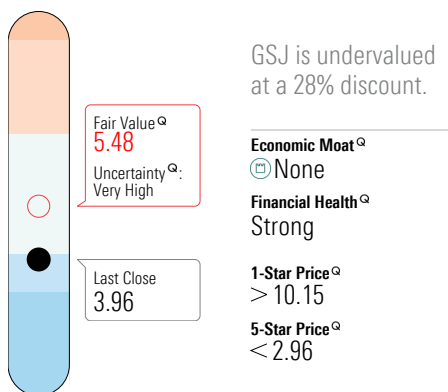 Fair Value Q
5.48
Uncertainty Q:
Very High
Last Close
3.96
GSJ is undervalued
at a 28% discount.
Economic Moat Q
None
Financial Health Q
Strong
1-Star Price Q
>10.15
5-Star Price Q
<2.96